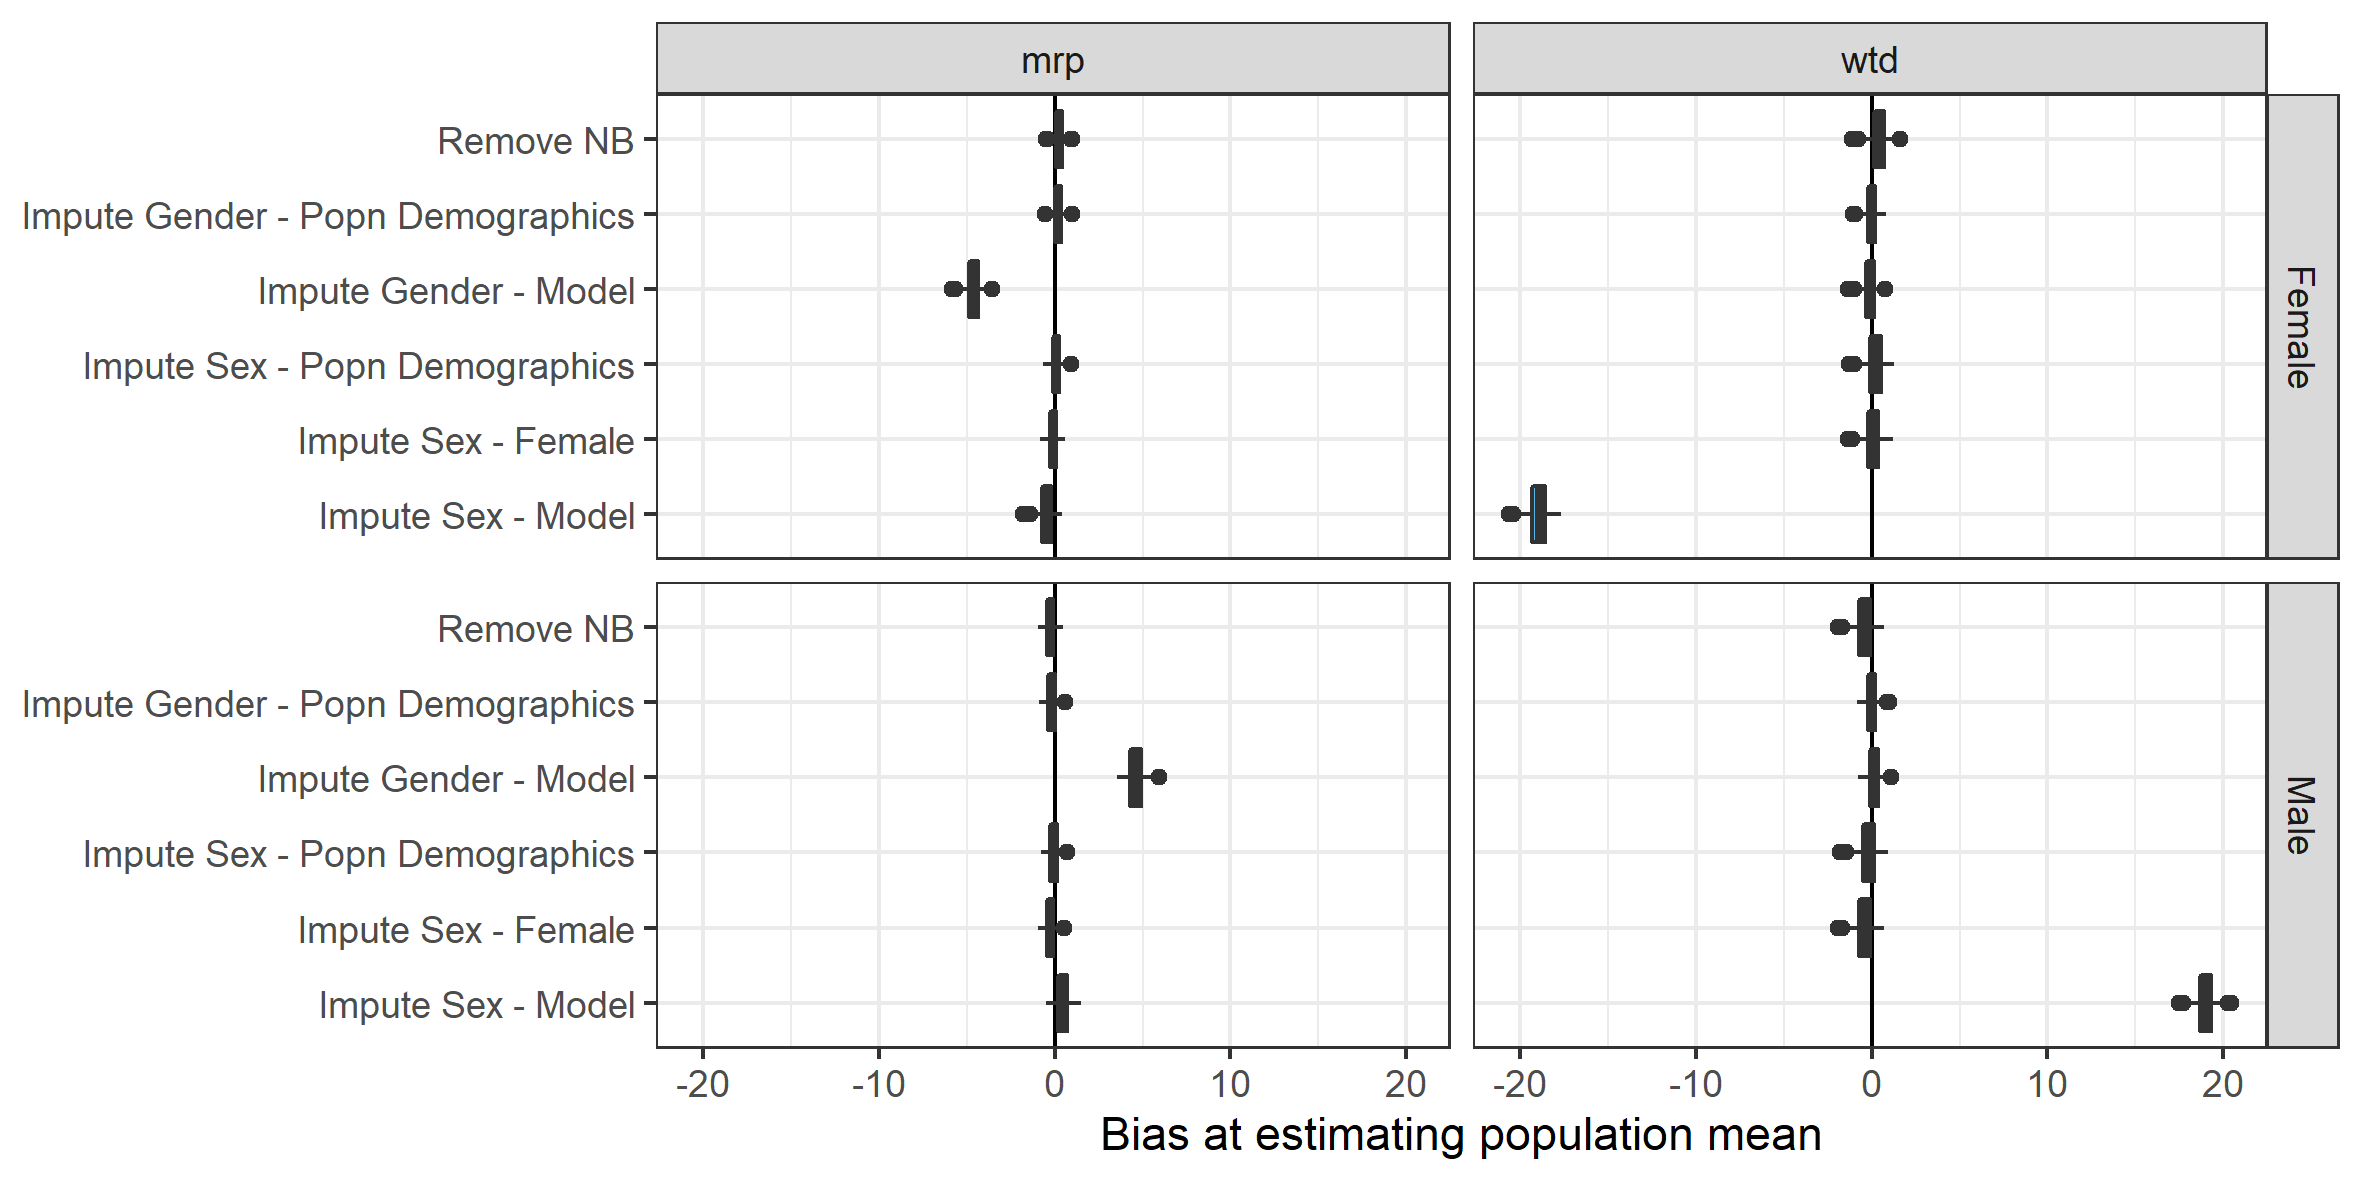 mrp
wtd
Remove NB
Impute Gender - Popn Demographics
Impute Gender - Model
Impute Sex - Popn Demographics
Impute Sex - Female
Impute Sex - Model
Female
Remove NB
Impute Gender - Popn Demographics
Impute Gender - Model
Impute Sex - Popn Demographics
Impute Sex - Female
Impute Sex - Model
Male
-20 -10 0 10 20
-20 -10 0 10 20
Bias at estimating population mean